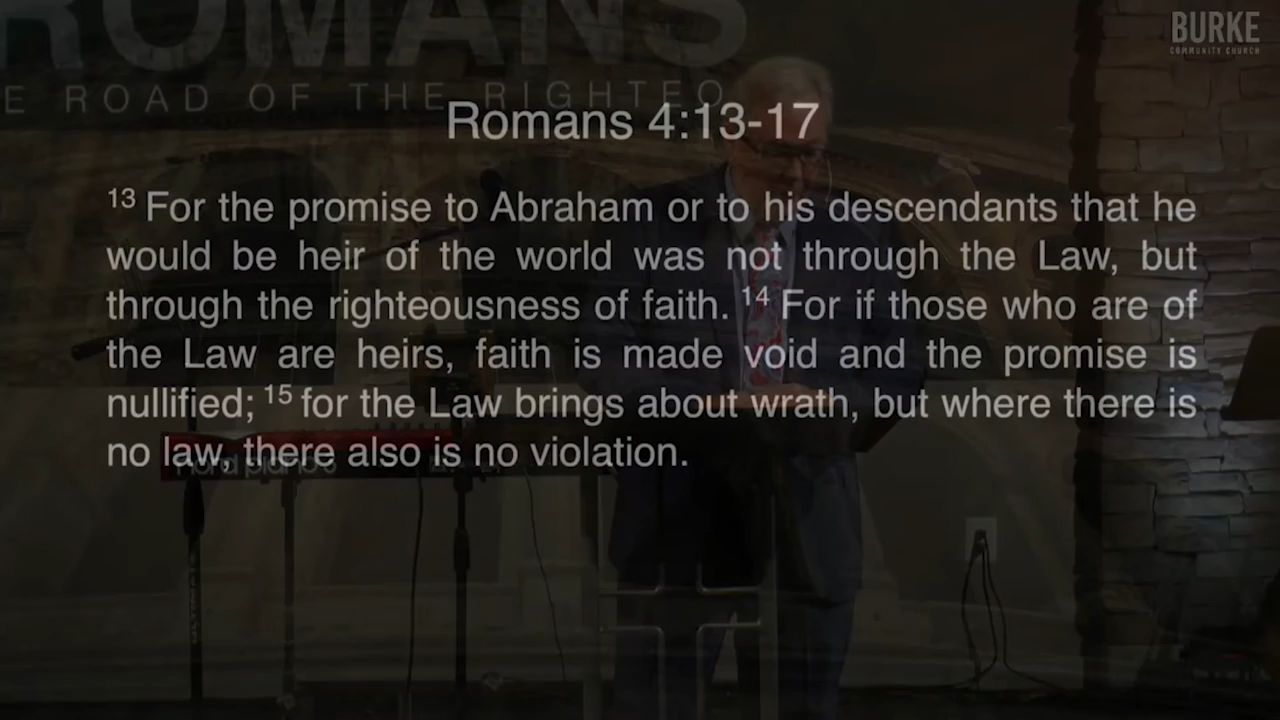 BURKE
COMMUNITY CHURCH
ROMANS
E ROAD OF THE RIGHTEO
Romans 4:13-17
13 For the promise to Abraham or to his descendants that he
would be heir of the world was not through the Law, but
through the righteousness of faith. 14 For if those who are of
the Law are heirs, faith is made void and the promise is
nullified; 15 for the Law brings about wrath, but where there is
no law, there also is no violation.
nord piano